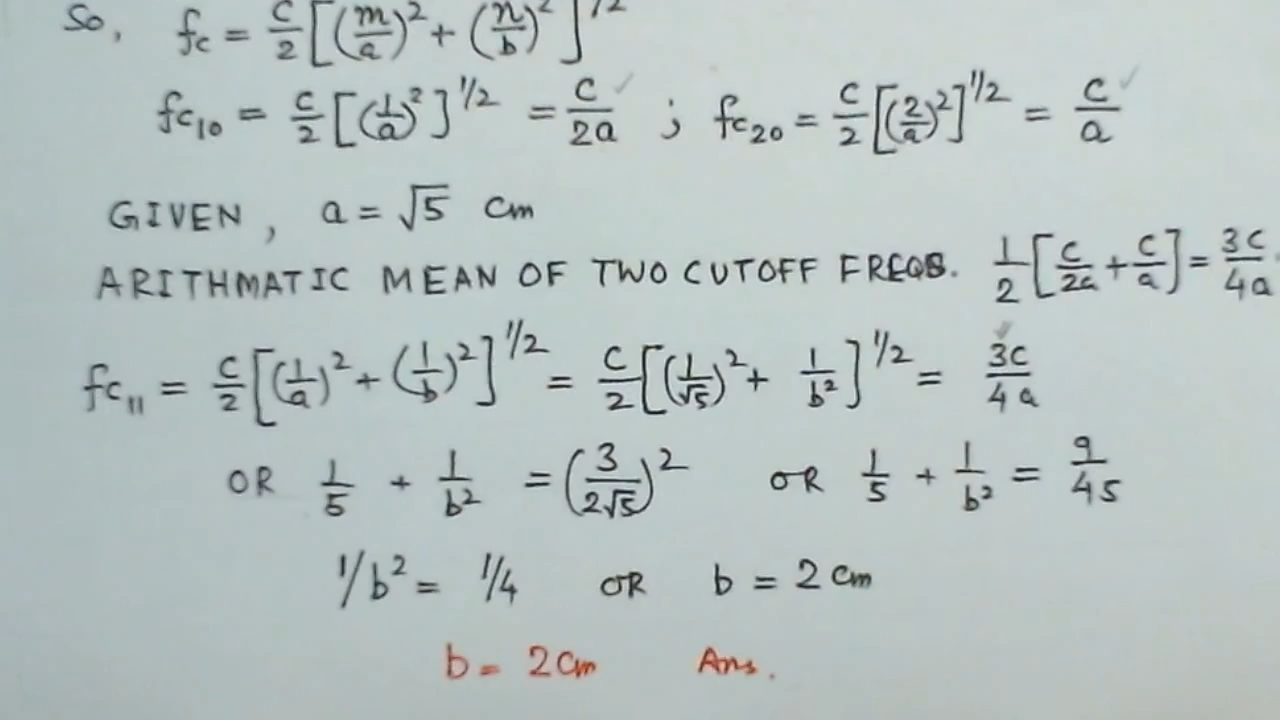 So, fc = c/2 [(m/a)² + (n/b)²]^1/2
fc₁₀ = c/2 [(1/a)²]^1/2 = c/2a ✓ ; fc₂₀ = c/2 [(2/a)²]^1/2 = c/a ✓
GIVEN, a = √5 cm
ARITHMATIC MEAN OF TWO CUTOFF FREQS. 1/2 [c/2a + c/a] = 3c/4a
fc₁₁ = c/2 [(1/a)² + (1/b)²]^1/2 = c/2 [(1/√5)² + 1/b²]^1/2 = 3c/4a
OR 1/5 + 1/b² = (3/2√5)² OR 1/5 + 1/b² = 9/45
1/b² = 1/4 OR b = 2 cm
b = 2 cm Ans.